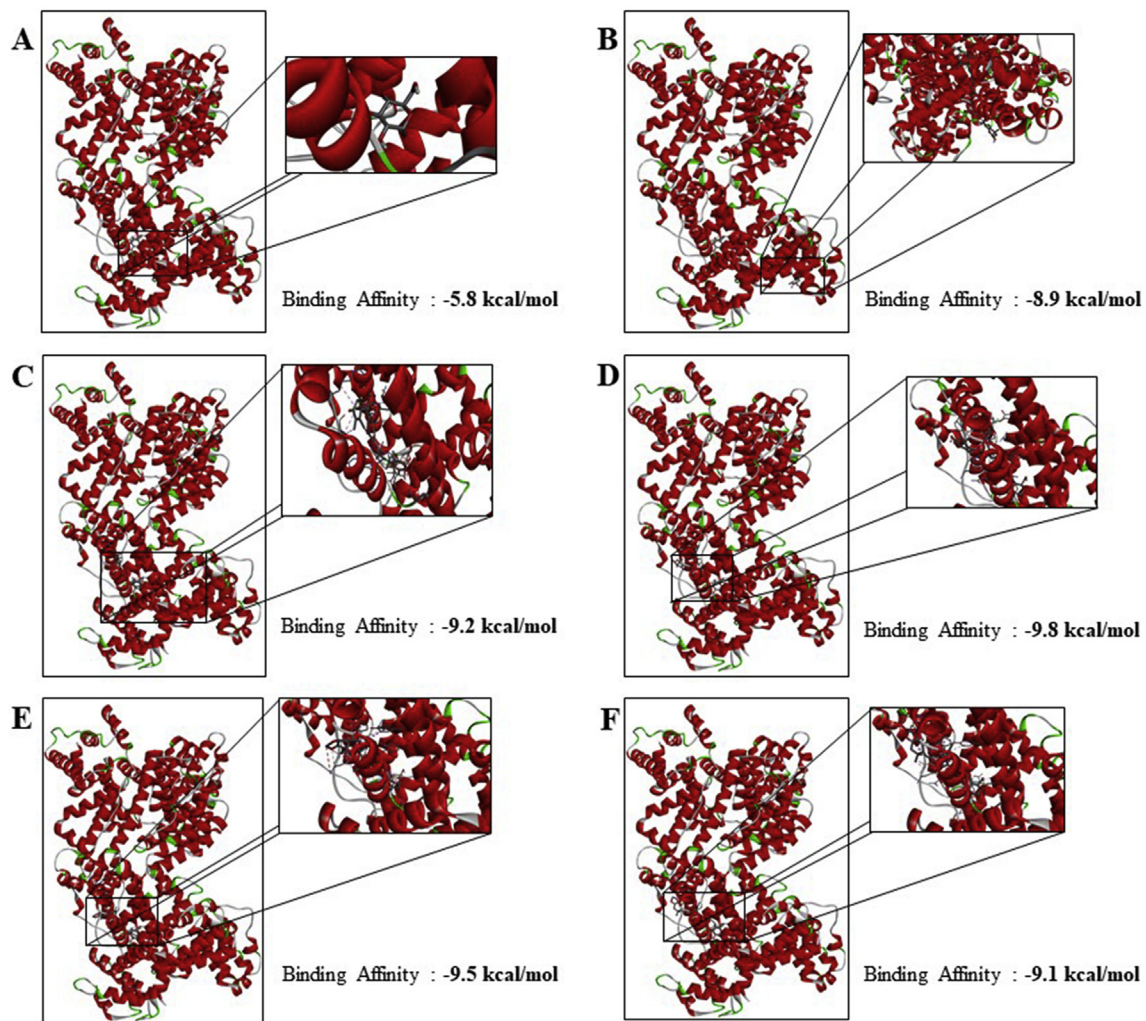 A
B
Binding Affinity : -5.8 kcal/mol
Binding Affinity : -8.9 kcal/mol
C
D
Binding Affinity : -9.2 kcal/mol
Binding Affinity : -9.8 kcal/mol
E
F
Binding Affinity : -9.5 kcal/mol
Binding Affinity : -9.1 kcal/mol